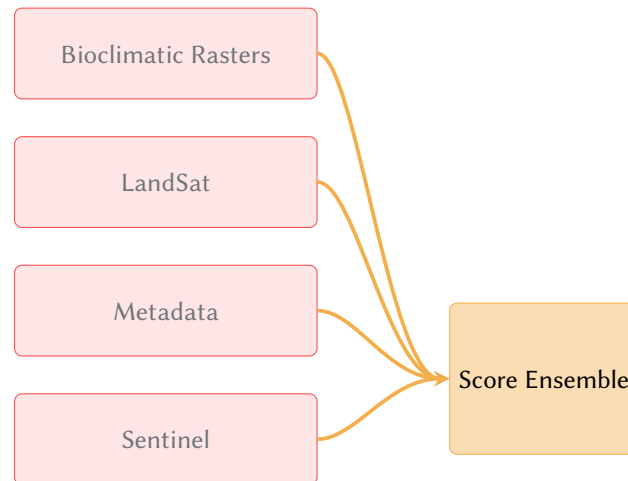 Bioclimatic Rasters
LandSat
Metadata
Sentinel
Score Ensemble